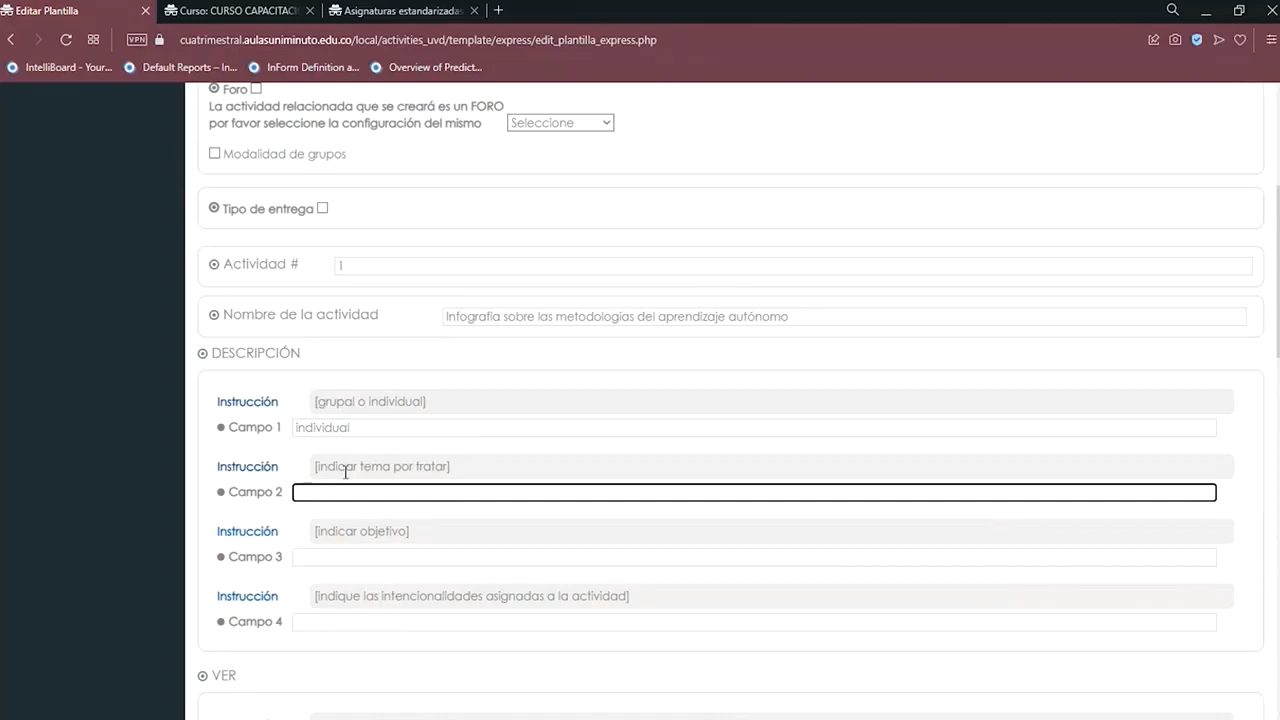 Editar Plantilla
Curso: CURSO CAPACITACI
Asignaturas estandarizadas
VPN
cuatrimestral.aulasuniminuto.edu.co/local/activities_uvd/template/express/edit_plantilla_express.php
IntelliBoard - Your...
Default Reports – In...
InForm Definition a...
Overview of Predict...
Foro
La actividad relacionada que se creará es un FORO
por favor seleccione la configuración del mismo
Seleccione
Modalidad de grupos
Tipo de entrega
Actividad # 1
Nombre de la actividad Infografía sobre las metodologías del aprendizaje autónomo
DESCRIPCIÓN
Instrucción [grupal o individual]
Campo 1 individual
Instrucción [indicar tema por tratar]
Campo 2
Instrucción [indicar objetivo]
Campo 3
Instrucción [indique las intencionalidades asignadas a la actividad]
Campo 4
VER